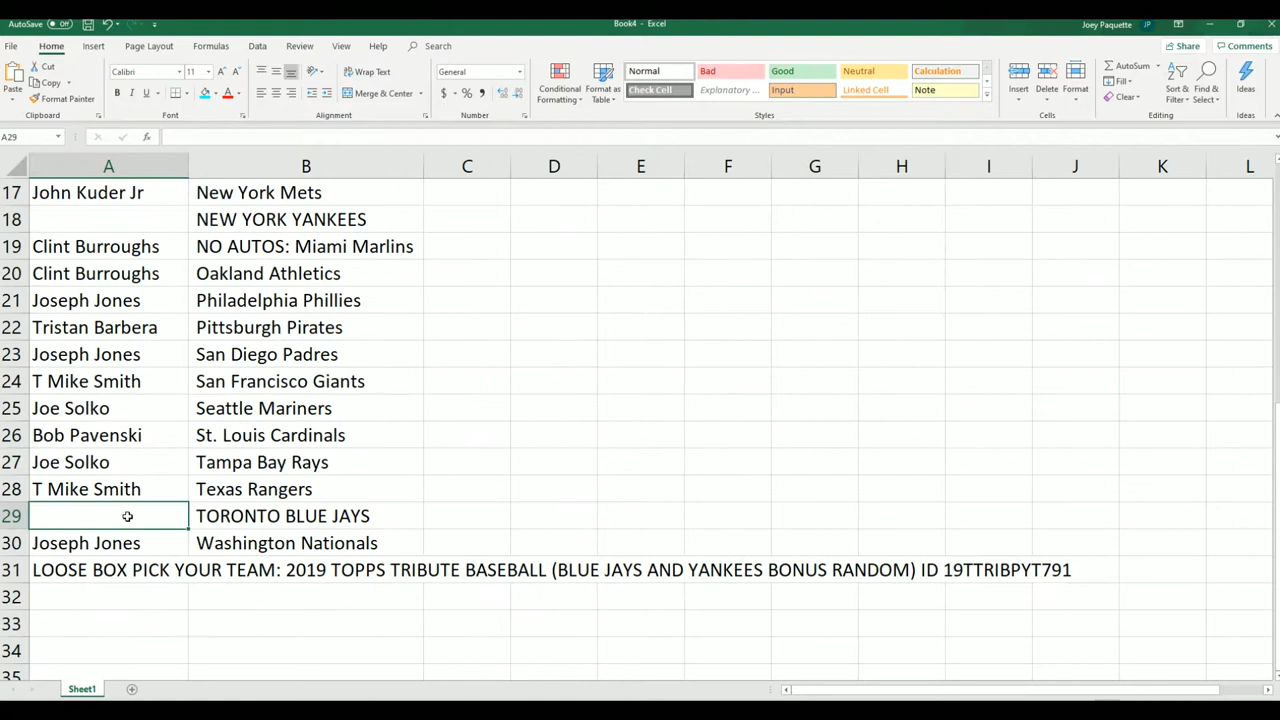 AutoSave Off
Book4 - Excel
Joey Paquette JP
File Home Insert Page Layout Formulas Data Review View Help Search
Share Comments
Paste Cut Copy Format Painter
Clipboard
Calibri 11
B I U
Font
Wrap Text
Merge & Center
Alignment
General
$ % ,
Number
Conditional Formatting Format as Table
Normal Bad Good Neutral Calculation
Check Cell Explanatory ... Input Linked Cell Note
Styles
Insert Delete Format
Cells
AutoSum Fill Clear
Sort & Filter Find & Select
Editing
Ideas
Ideas
A29 fx
A B C D E F G H I J K L
17 John Kuder Jr New York Mets
18 NEW YORK YANKEES
19 Clint Burroughs NO AUTOS: Miami Marlins
20 Clint Burroughs Oakland Athletics
21 Joseph Jones Philadelphia Phillies
22 Tristan Barbera Pittsburgh Pirates
23 Joseph Jones San Diego Padres
24 T Mike Smith San Francisco Giants
25 Joe Solko Seattle Mariners
26 Bob Pavenski St. Louis Cardinals
27 Joe Solko Tampa Bay Rays
28 T Mike Smith Texas Rangers
29 TORONTO BLUE JAYS
30 Joseph Jones Washington Nationals
31 LOOSE BOX PICK YOUR TEAM: 2019 TOPPS TRIBUTE BASEBALL (BLUE JAYS AND YANKEES BONUS RANDOM) ID 19TTRIBPYT791
32
33
34
35
Sheet1